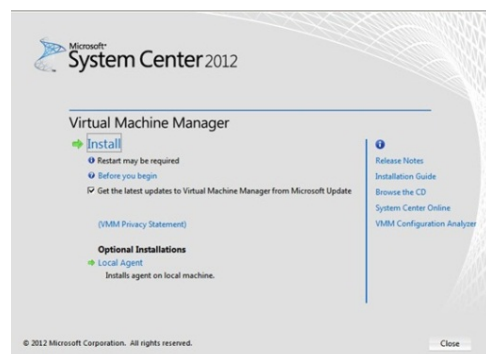 Microsoft
System Center 2012
Virtual Machine Manager
Install
Restart may be required
Before you begin
Get the latest updates to Virtual Machine Manager from Microsoft Update
(VMM Privacy Statement)
Optional Installations
Local Agent
Installs agent on local machine.
Release Notes
Installation Guide
Browse the CD
System Center Online
VMM Configuration Analyzer
© 2012 Microsoft Corporation. All rights reserved.
Close